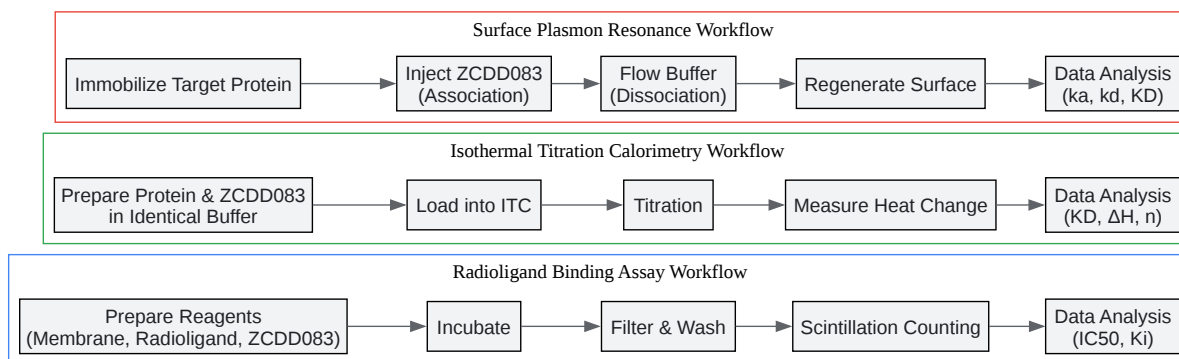 Surface Plasmon Resonance Workflow
Immobilize Target Protein
Inject ZCDD083
(Association)
Flow Buffer
(Dissociation)
Regenerate Surface
Data Analysis
(ka, kd, KD)
Isothermal Titration Calorimetry Workflow
Prepare Protein & ZCDD083
in Identical Buffer
Load into ITC
Titration
Measure Heat Change
Data Analysis
(KD, ΔH, n)
Radioligand Binding Assay Workflow
Prepare Reagents
(Membrane, Radioligand, ZCDD083)
Incubate
Filter & Wash
Scintillation Counting
Data Analysis
(IC50, Ki)